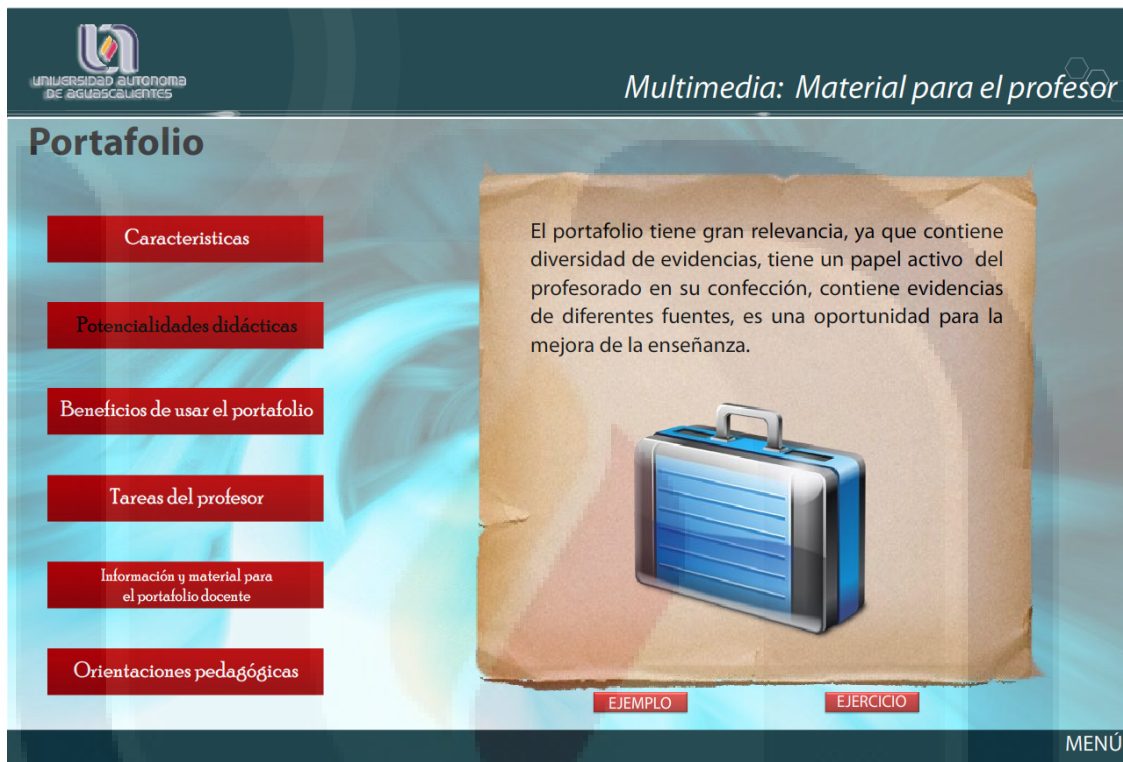 UNIVERSIDAD AUTONOMA
DE AGUASCALIENTES
Multimedia: Material para el profesor
Portafolio
Caracteristicas
Potencialidades didácticas
Beneficios de usar el portafolio
Tareas del profesor
Información y material para
el portafolio docente
Orientaciones pedagógicas
El portafolio tiene gran relevancia, ya que contiene
diversidad de evidencias, tiene un papel activo del
profesorado en su confección, contiene evidencias
de diferentes fuentes, es una oportunidad para la
mejora de la enseñanza.
EJEMPLO
EJERCICIO
MENÚ